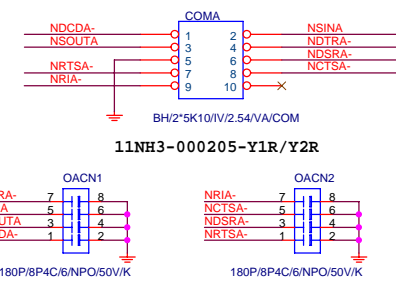 COMA
NDCDA- 1 2 NSINA
NSOUTA 3 4 NDTRA-
5 6 NDSRA-
NRTSA- 7 8 NCTSA-
NRIA- 9 10
BH/2*5K10/IV/2.54/VA/COM
11NH3-000205-Y1R/Y2R
OACN1
RA- 7 8
A 5 6
UTA 3 4
DA- 1 2
180P/8P4C/6/NPO/50V/K
OACN2
NRIA- 7 8
NCTSA- 5 6
NDSRA- 3 4
NRTSA- 1 2
180P/8P4C/6/NPO/50V/K